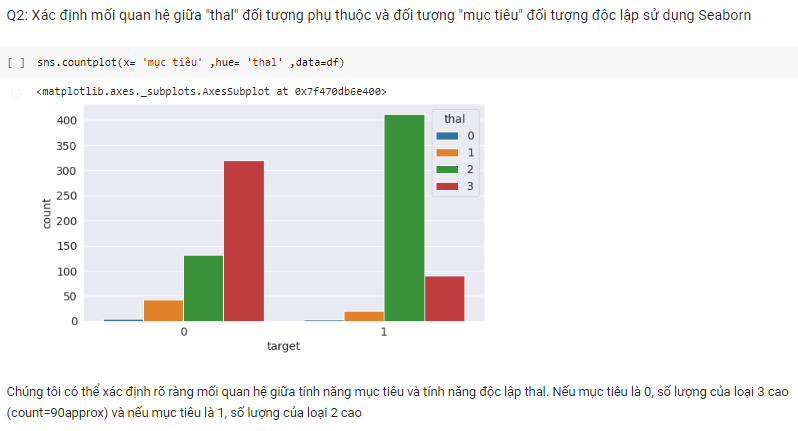 Q2: Xác định mối quan hệ giữa "thal" đối tượng phụ thuộc và đối tượng "mục tiêu" đối tượng độc lập sử dụng Seaborn
[ ] sns.countplot(x= 'mục tiêu' ,hue= 'thal' ,data=df)
<matplotlib.axes._subplots.AxesSubplot at 0x7f470db6e400>
400
350
300
250
200
150
100
50
0
count
thal
0
1
2
3
0
1
target
Chúng tôi có thể xác định rõ ràng mối quan hệ giữa tính năng mục tiêu và tính năng độc lập thal. Nếu mục tiêu là 0, số lượng của loại 3 cao
(count=90approx) và nếu mục tiêu là 1, số lượng của loại 2 cao